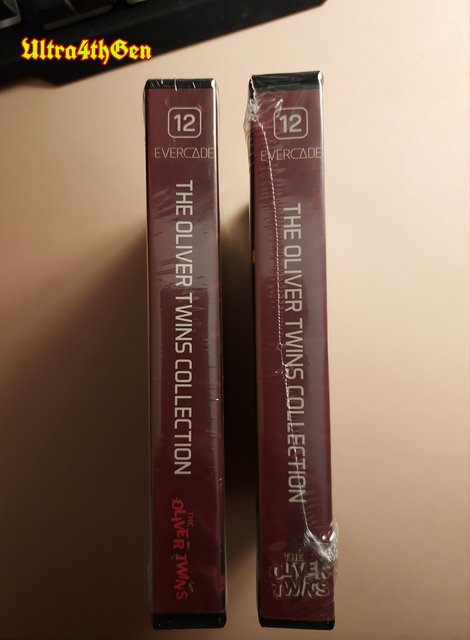 Ultra4thGen
12
EVERCADE
THE OLIVER TWINS COLLECTION
THE
OLIVER
TWINS
12
EVERCADE
THE OLIVER TWINS COLLECTION
THE
OLIVER
TWINS